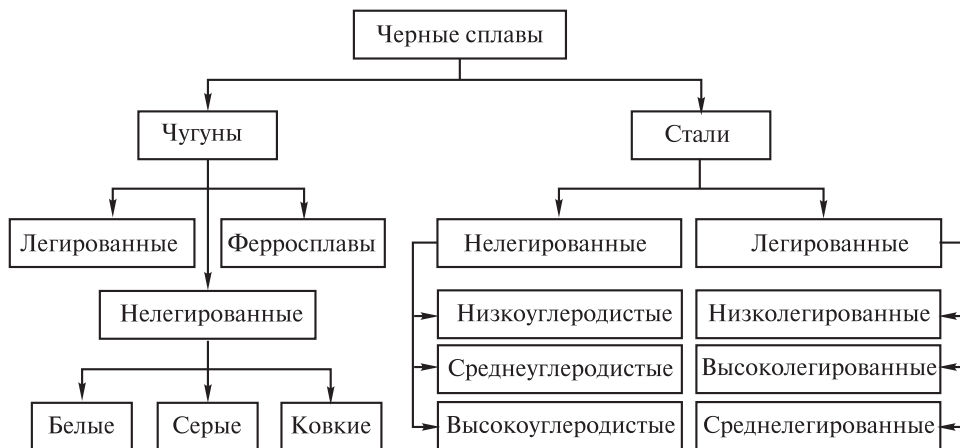 Черные сплавы
Чугуны
Стали
Легированные
Ферросплавы
Нелегированные
Легированные
Нелегированные
Низкоуглеродистые
Низколегированные
Среднеуглеродистые
Высоколегированные
Белые
Серые
Ковкие
Высокоуглеродистые
Среднелегированные